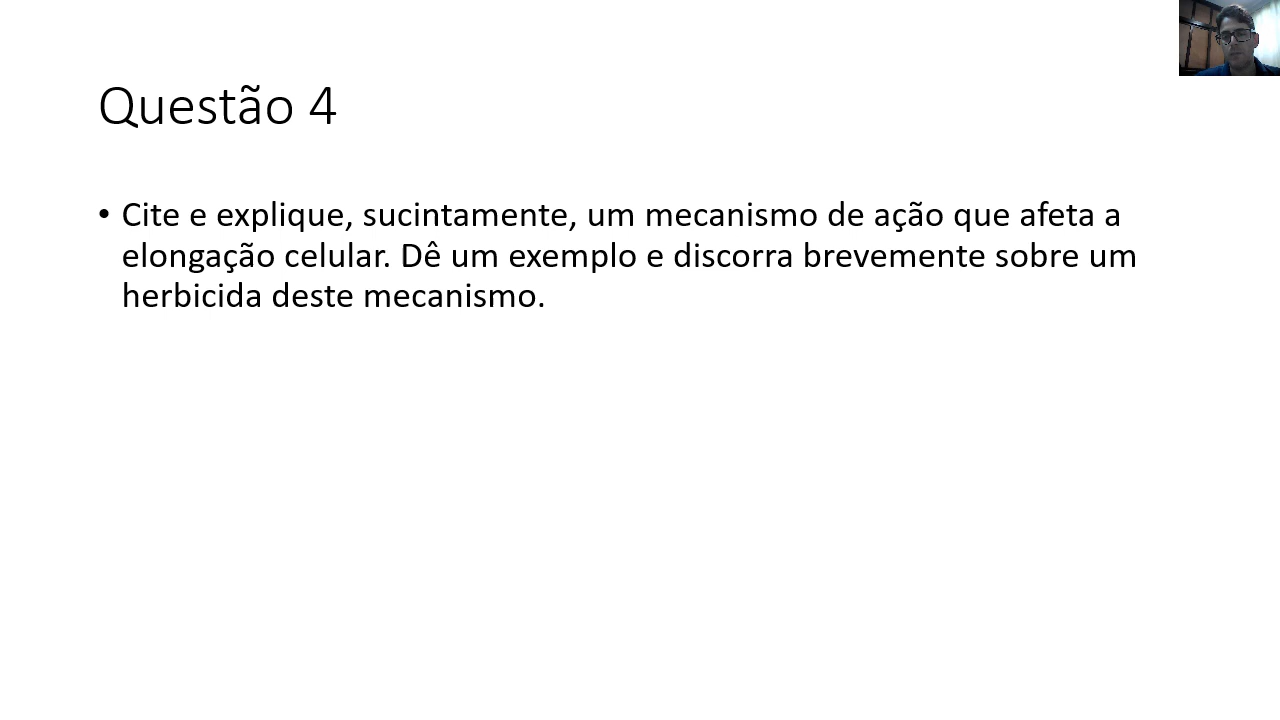 Questão 4
• Cite e explique, sucintamente, um mecanismo de ação que afeta a
elongação celular. Dê um exemplo e discorra brevemente sobre um
herbicida deste mecanismo.